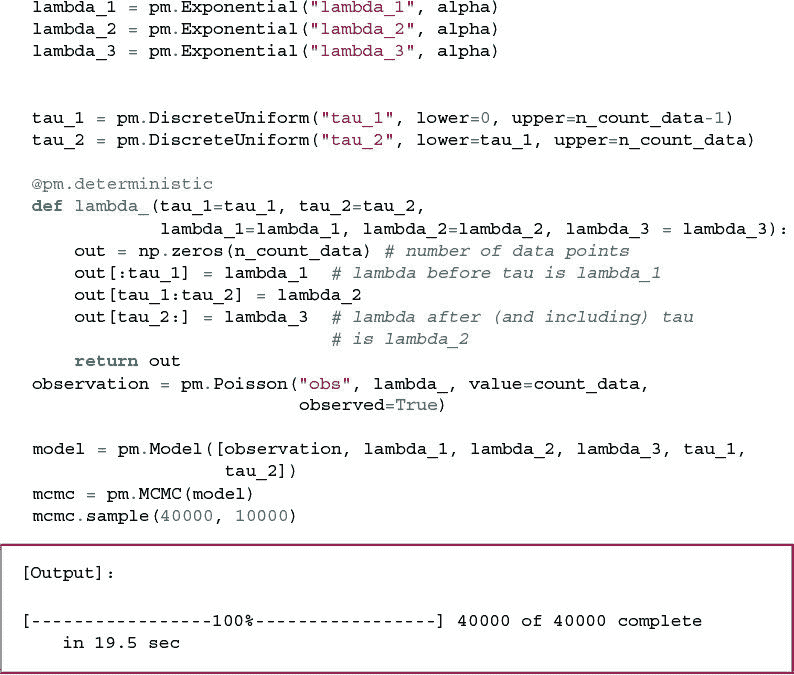 lambda_1 = pm.Exponential("lambda_1", alpha)
lambda_2 = pm.Exponential("lambda_2", alpha)
lambda_3 = pm.Exponential("lambda_3", alpha)
tau_1 = pm.DiscreteUniform("tau_1", lower=0, upper=n_count_data-1)
tau_2 = pm.DiscreteUniform("tau_2", lower=tau_1, upper=n_count_data)
@pm.deterministic
def lambda_(tau_1=tau_1, tau_2=tau_2,
            lambda_1=lambda_1, lambda_2=lambda_2, lambda_3 = lambda_3):
    out = np.zeros(n_count_data) # number of data points
    out[:tau_1] = lambda_1  # lambda before tau is lambda_1
    out[tau_1:tau_2] = lambda_2
    out[tau_2:] = lambda_3  # lambda after (and including) tau
                            # is lambda_2
    return out
observation = pm.Poisson("obs", lambda_, value=count_data,
                         observed=True)
model = pm.Model([observation, lambda_1, lambda_2, lambda_3, tau_1,
                  tau_2])
mcmc = pm.MCMC(model)
mcmc.sample(40000, 10000)
[Output]:
[-----------------100%-----------------] 40000 of 40000 complete
    in 19.5 sec